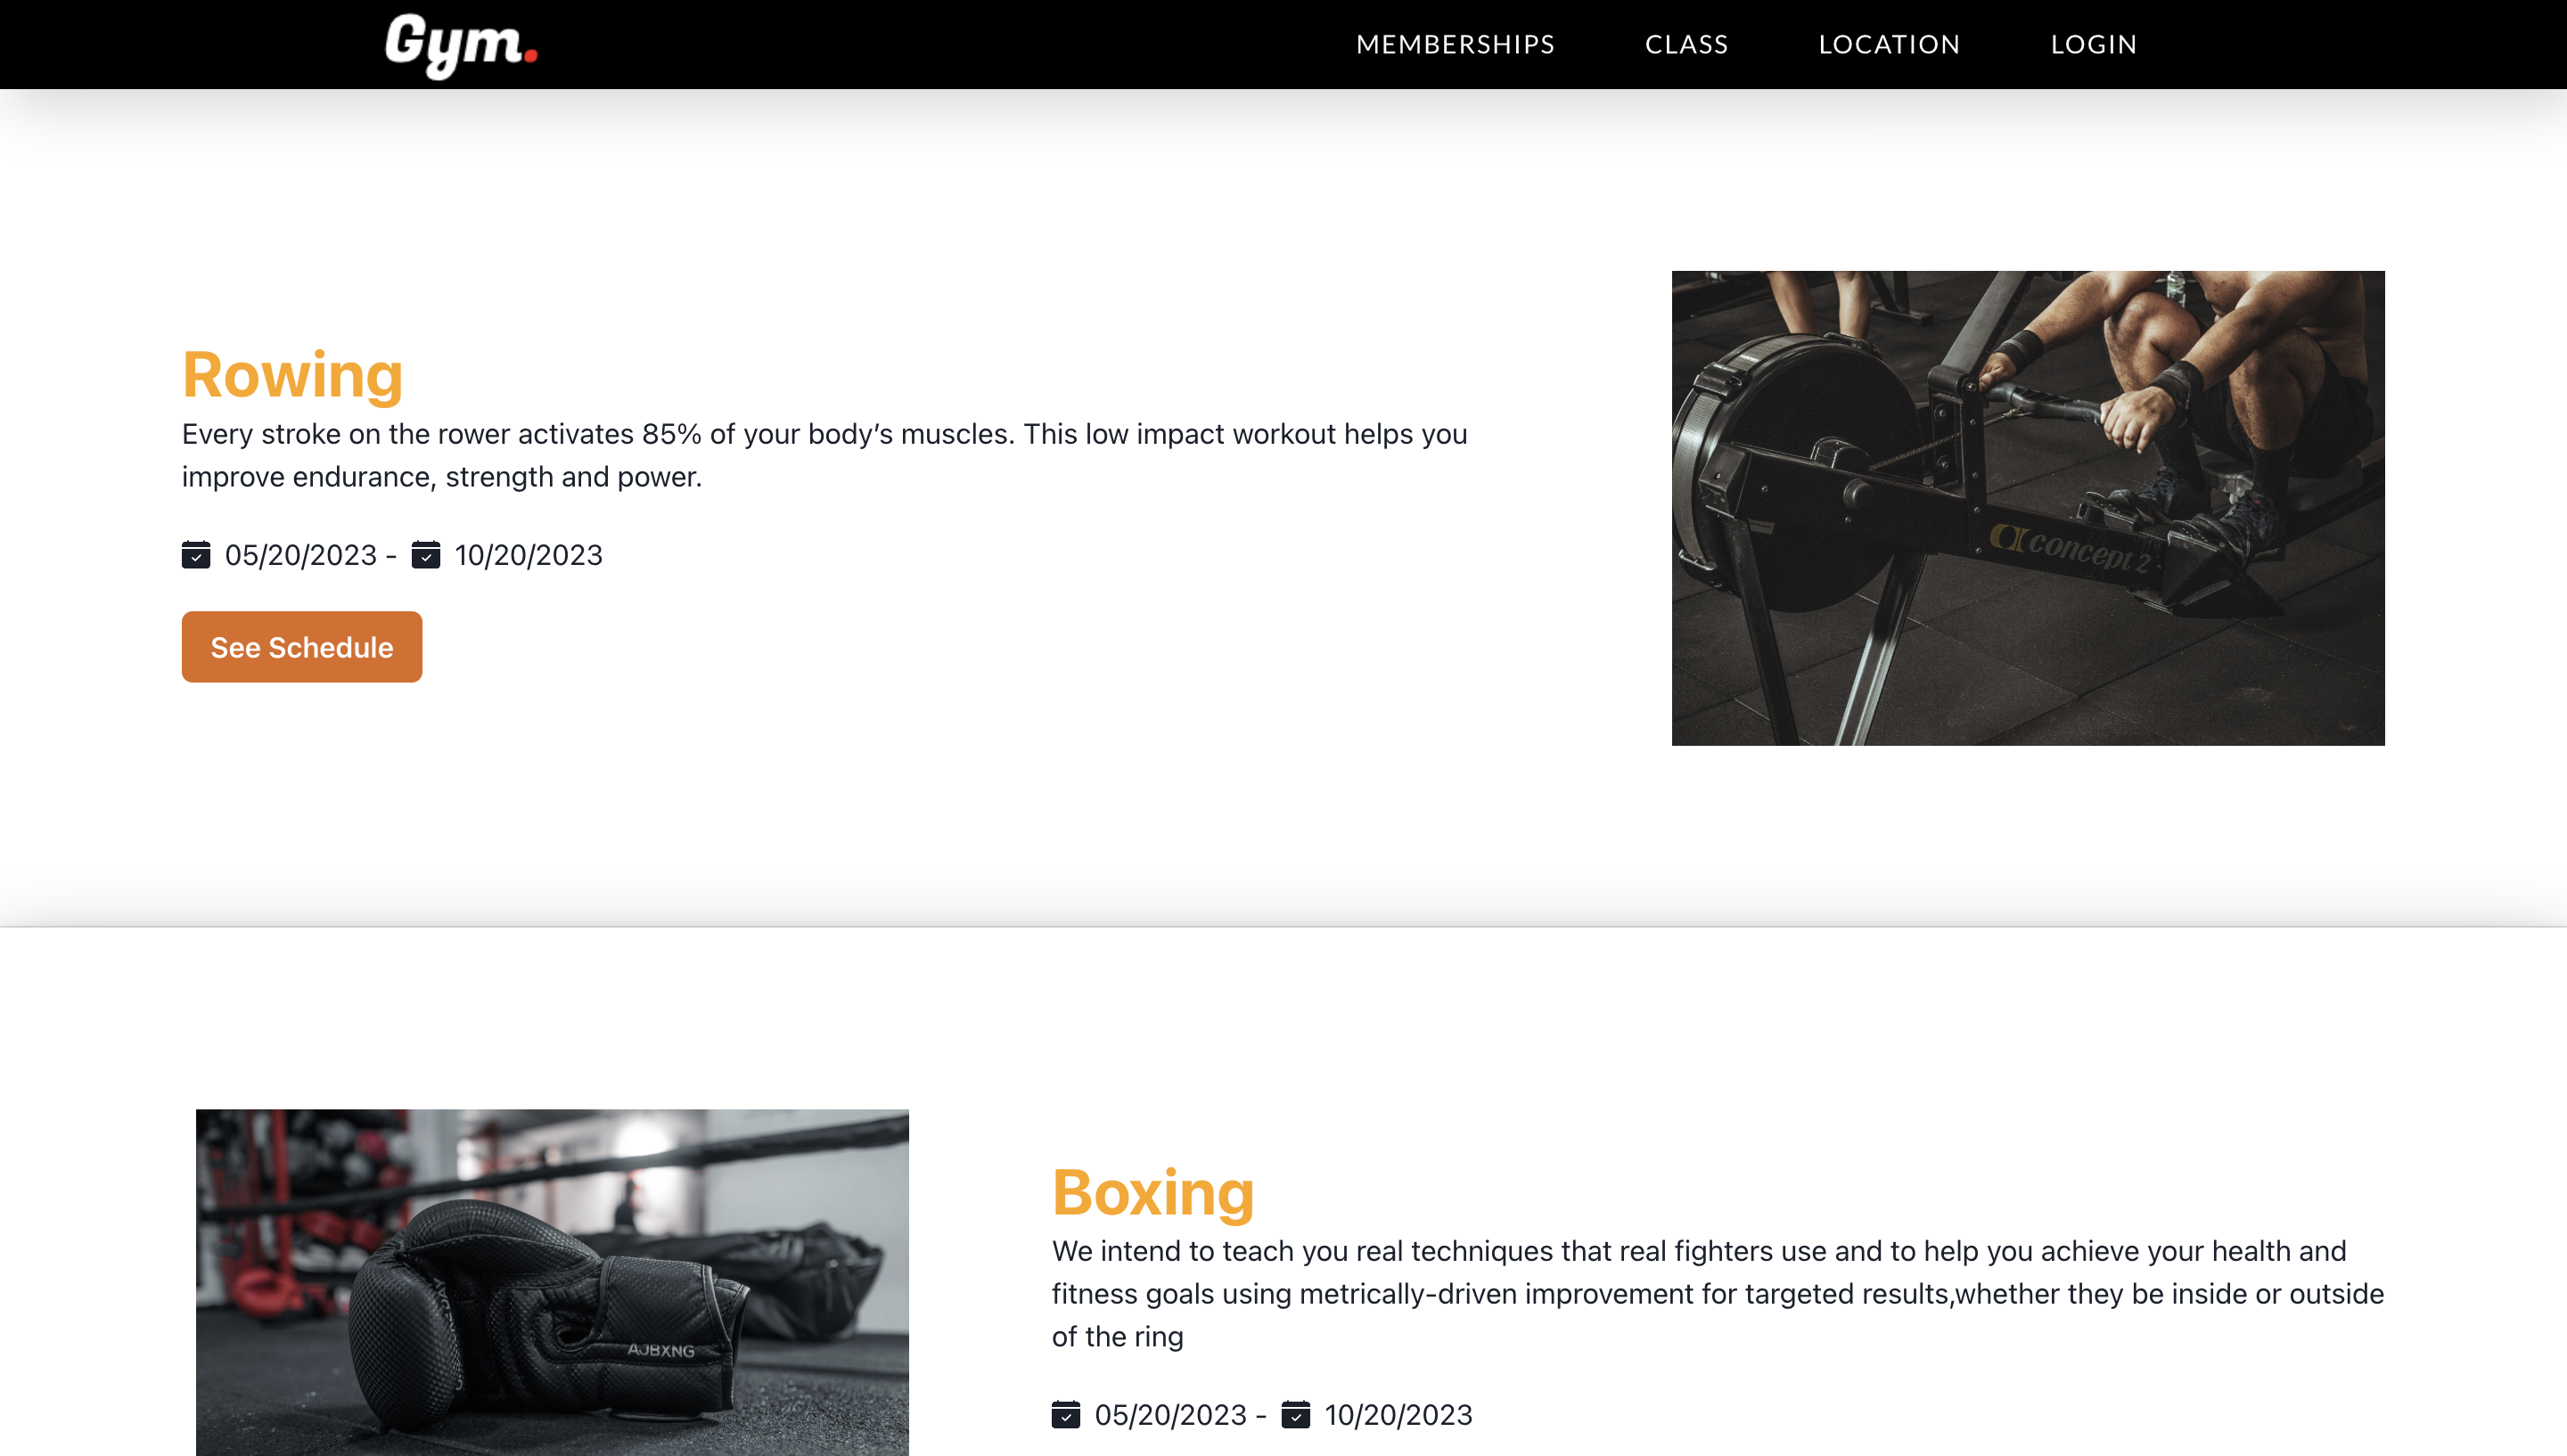 Gym.
MEMBERSHIPS CLASS LOCATION LOGIN
Rowing
Every stroke on the rower activates 85% of your body’s muscles. This low impact workout helps you
improve endurance, strength and power.
05/20/2023 - 10/20/2023
See Schedule
concept 2
Boxing
We intend to teach you real techniques that real fighters use and to help you achieve your health and
fitness goals using metrically-driven improvement for targeted results,whether they be inside or outside
of the ring
AJBXNG
05/20/2023 - 10/20/2023